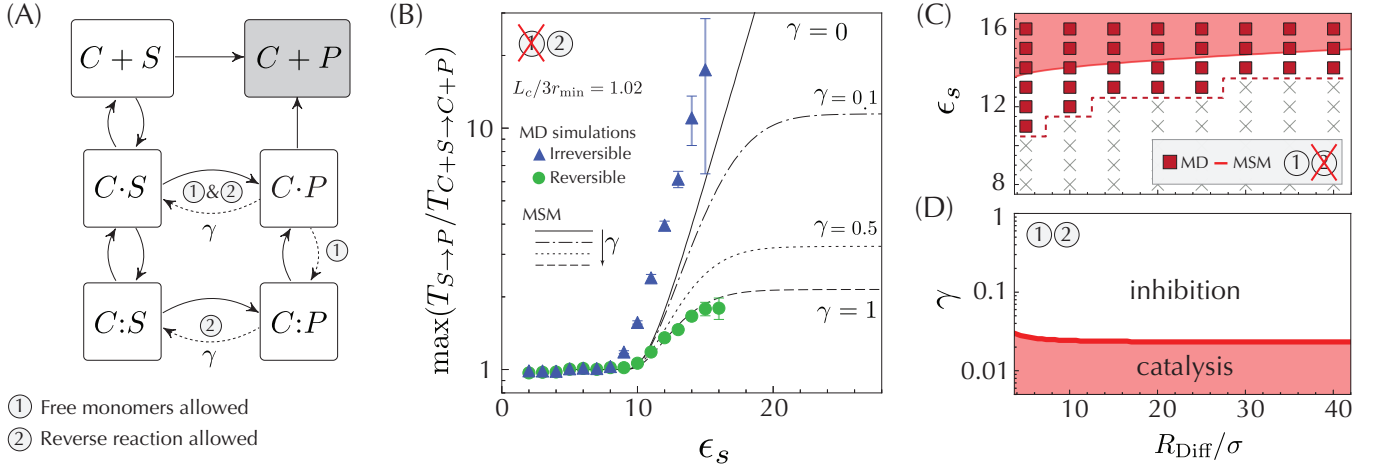 (A)
C + S
C + P
C·S
①&②
γ
C·P
①
C:S
②
γ
C:P
① Free monomers allowed
② Reverse reaction allowed
(B)
max(T_{S→P}/T_{C+S→C+P})
10
1
①②
L_c/3r_min = 1.02
MD simulations
Irreversible
Reversible
MSM
γ
γ = 0
γ = 0.1
γ = 0.5
γ = 1
0
10
20
ϵ_s
(C)
ϵ_s
16
12
8
MD
MSM
①②
(D)
γ
1
0.1
0.01
①②
inhibition
catalysis
10
20
30
40
R_Diff/σ